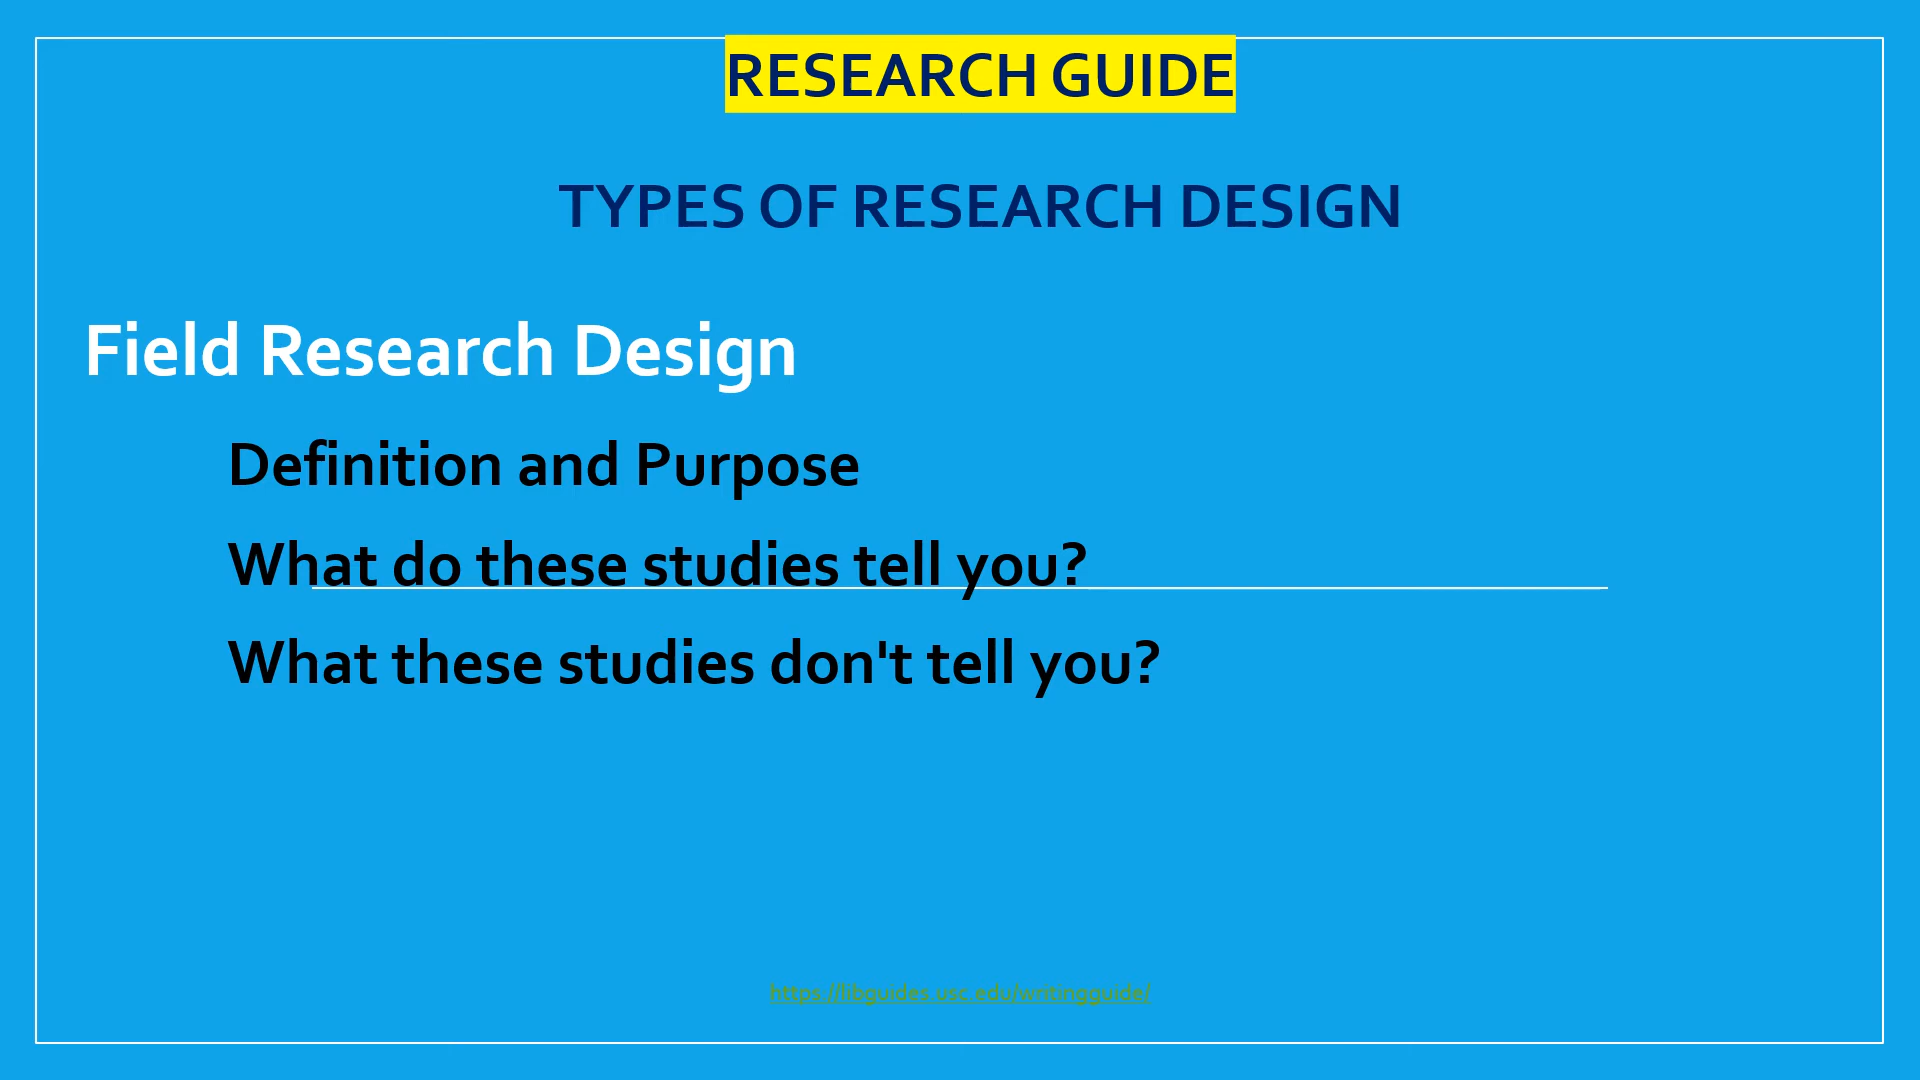 RESEARCH GUIDE
TYPES OF RESEARCH DESIGN
Field Research Design
Definition and Purpose
What do these studies tell you?
What these studies don't tell you?
https://libguides.usc.edu/writingguide/